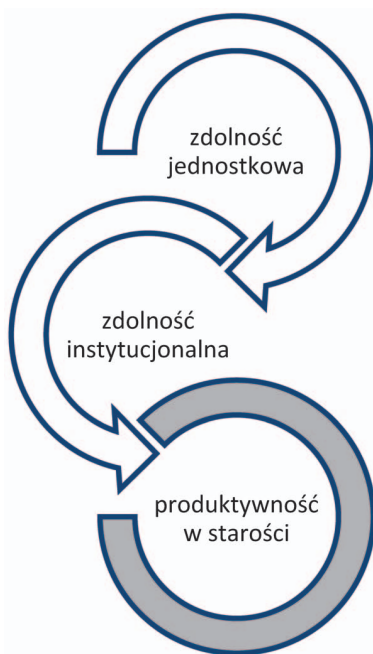 zdolność
jednostkowa
zdolność
instytucjonalna
produktywność
w starości